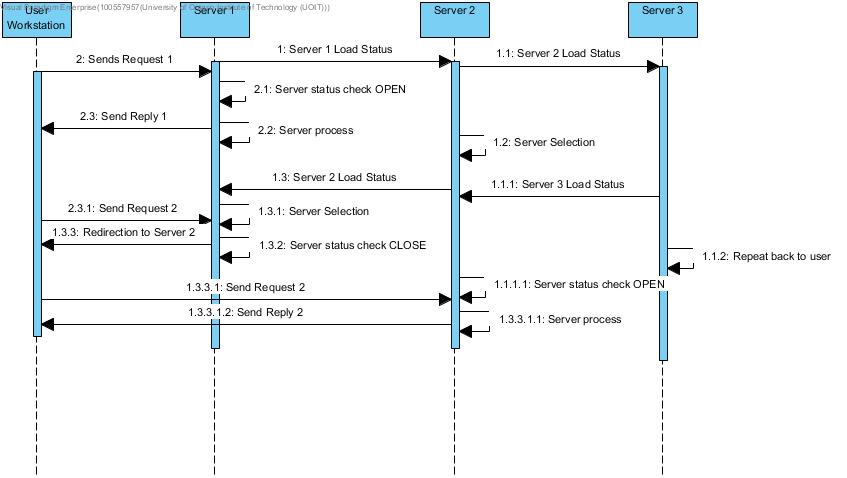 Visual Paradigm Enterprise(100557957(University of Ontario Institute of Technology (UOIT)))
User
Workstation
Server 1
Server 2
Server 3
1: Server 1 Load Status
1.1: Server 2 Load Status
2: Sends Request 1
2.1: Server status check OPEN
2.3: Send Reply 1
2.2: Server process
1.2: Server Selection
1.3: Server 2 Load Status
1.1.1: Server 3 Load Status
2.3.1: Send Request 2
1.3.1: Server Selection
1.3.3: Redirection to Server 2
1.3.2: Server status check CLOSE
1.1.2: Repeat back to user
1.3.3.1: Send Request 2
1.1.1.1: Server status check OPEN
1.3.3.1.2: Send Reply 2
1.3.3.1.1: Server process